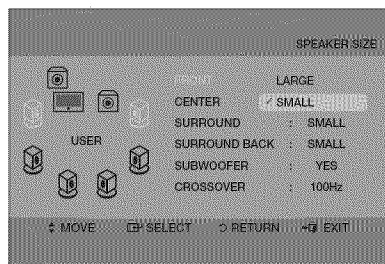 SPEAKER SIZE
FRONT LARGE
CENTER ✓ SMALL
SURROUND : SMALL
USER
SURROUND BACK : SMALL
SUBWOOFER : YES
CROSSOVER : 100Hz
MOVE SELECT RETURN EXIT